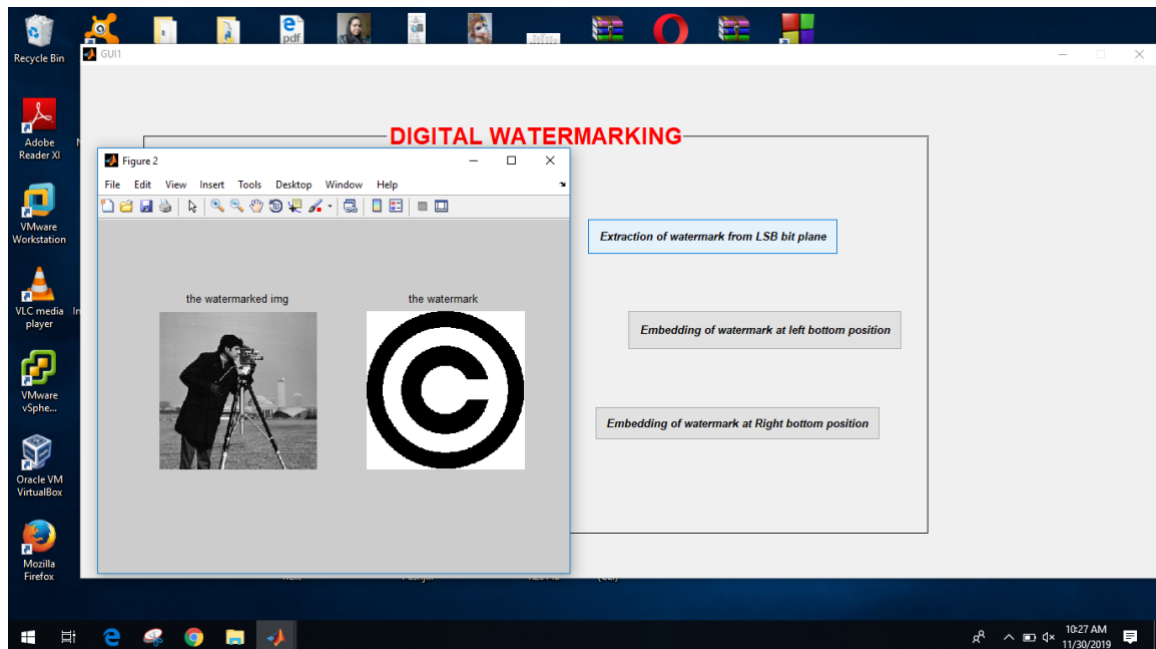 pdf
Recycle Bin
GUI1
DIGITAL WATERMARKING
Adobe
Reader XI
Figure 2
File Edit View Insert Tools Desktop Window Help
VMware
Workstation
Extraction of watermark from LSB bit plane
the watermarked img
the watermark
VLC media
player
Embedding of watermark at left bottom position
VMware
vSphe...
Embedding of watermark at Right bottom position
Oracle VM
VirtualBox
Mozilla
Firefox
10:27 AM
11/30/2019